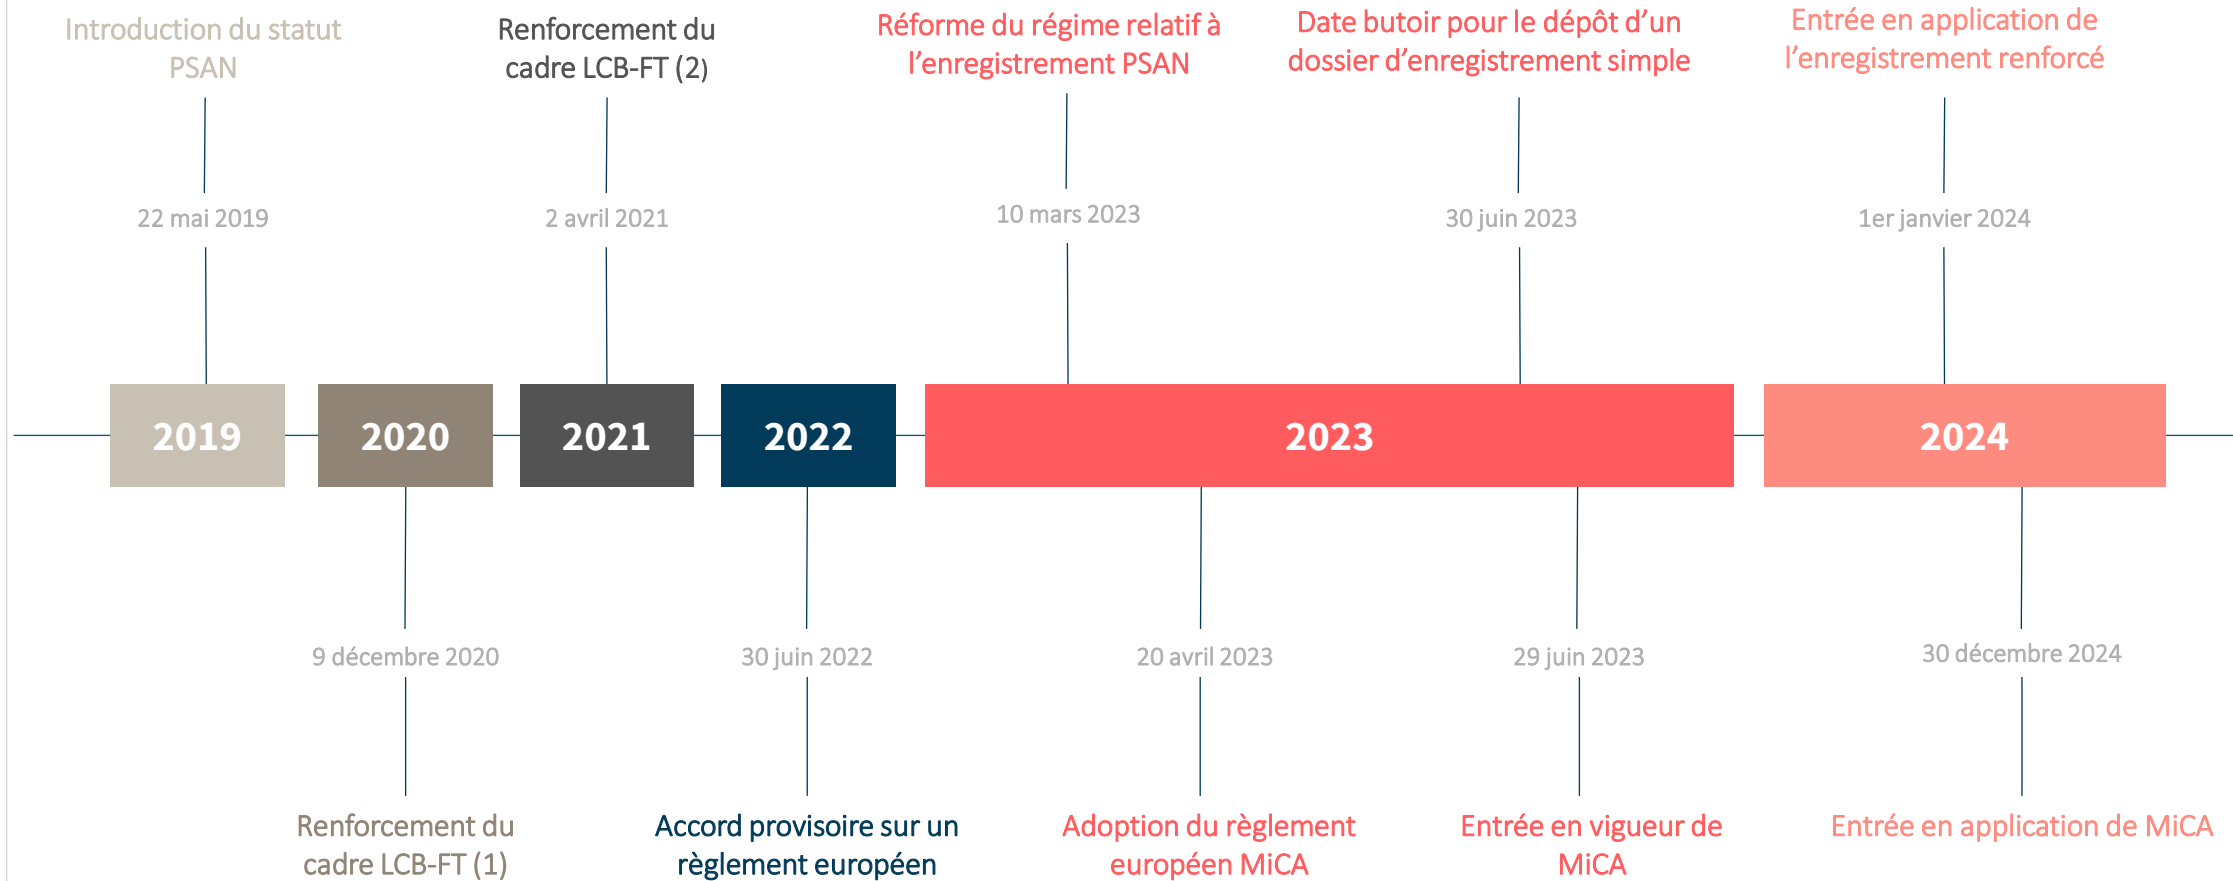 Introduction du statut
PSAN
Renforcement du
cadre LCB-FT (2)
Réforme du régime relatif à
l’enregistrement PSAN
Date butoir pour le dépôt d’un
dossier d’enregistrement simple
Entrée en application de
l’enregistrement renforcé
22 mai 2019
2 avril 2021
10 mars 2023
30 juin 2023
1er janvier 2024
2019
2020
2021
2022
2023
2024
9 décembre 2020
30 juin 2022
20 avril 2023
29 juin 2023
30 décembre 2024
Renforcement du
cadre LCB-FT (1)
Accord provisoire sur un
règlement européen
Adoption du règlement
européen MiCA
Entrée en vigueur de
MiCA
Entrée en application de MiCA